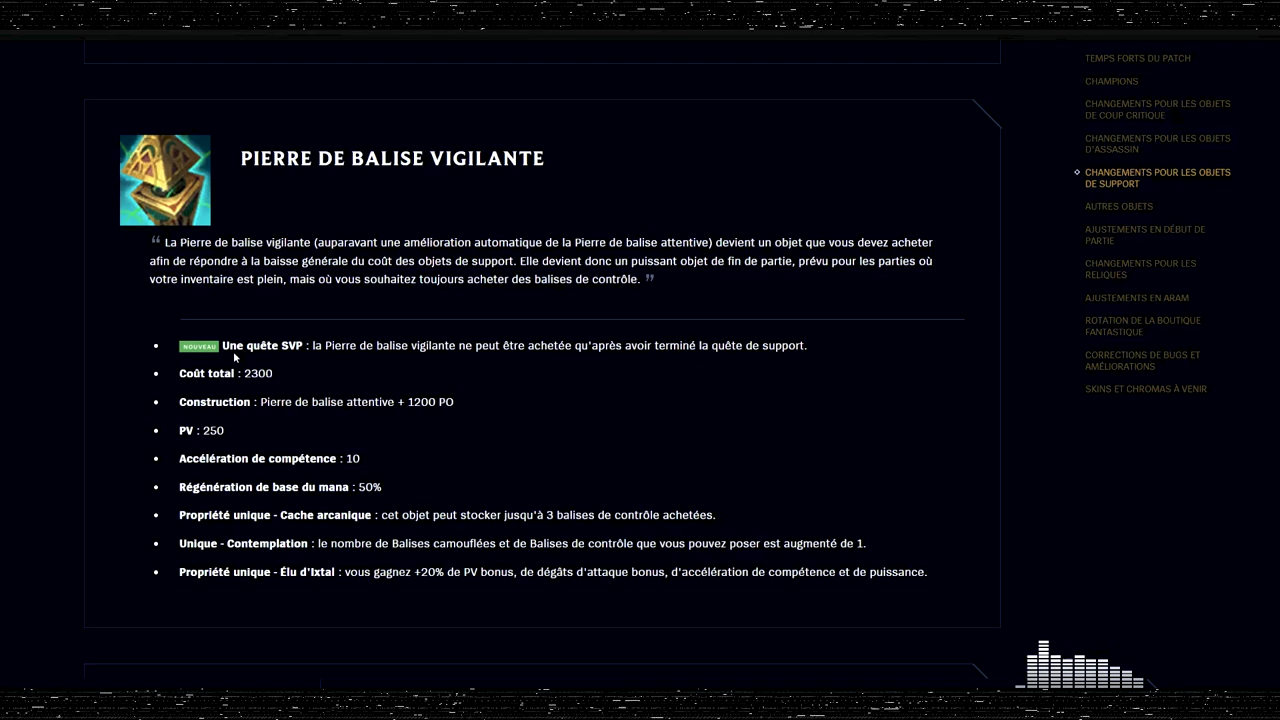 PIERRE DE BALISE VIGILANTE
“ La Pierre de balise vigilante (auparavant une amélioration automatique de la Pierre de balise attentive) devient un objet que vous devez acheter
afin de répondre à la baisse générale du coût des objets de support. Elle devient donc un puissant objet de fin de partie, prévu pour les parties où
votre inventaire est plein, mais où vous souhaitez toujours acheter des balises de contrôle. ”
• NOUVEAU Une quête SVP : la Pierre de balise vigilante ne peut être achetée qu'après avoir terminé la quête de support.
• Coût total : 2300
• Construction : Pierre de balise attentive + 1200 PO
• PV : 250
• Accélération de compétence : 10
• Régénération de base du mana : 50%
• Propriété unique - Cache arcanique : cet objet peut stocker jusqu'à 3 balises de contrôle achetées.
• Unique - Contemplation : le nombre de Balises camouflées et de Balises de contrôle que vous pouvez poser est augmenté de 1.
• Propriété unique - Élu d'Ixtal : vous gagnez +20% de PV bonus, de dégâts d'attaque bonus, d'accélération de compétence et de puissance.
TEMPS FORTS DU PATCH
CHAMPIONS
CHANGEMENTS POUR LES OBJETS
DE COUP CRITIQUE
CHANGEMENTS POUR LES OBJETS
D'ASSASSIN
CHANGEMENTS POUR LES OBJETS
DE SUPPORT
AUTRES OBJETS
AJUSTEMENTS EN DÉBUT DE
PARTIE
CHANGEMENTS POUR LES
RELIQUES
AJUSTEMENTS EN ARAM
ROTATION DE LA BOUTIQUE
FANTASTIQUE
CORRECTIONS DE BUGS ET
AMÉLIORATIONS
SKINS ET CHROMAS À VENIR